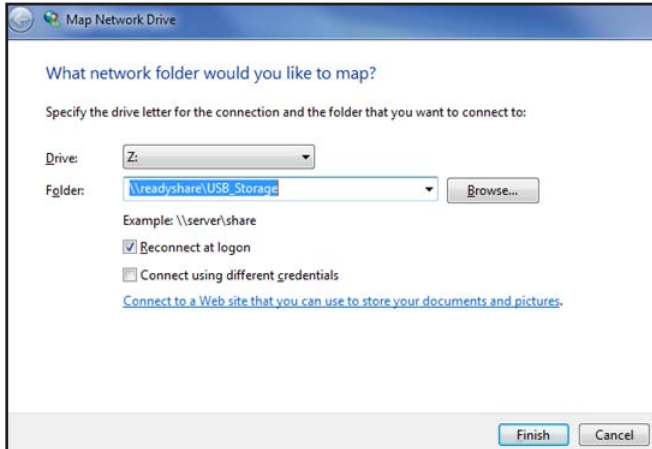 Map Network Drive
What network folder would you like to map?
Specify the drive letter for the connection and the folder that you want to connect to:
Drive: Z:
Folder: \\readyshare\USB_Storage Browse...
Example: \\server\share
Reconnect at logon
Connect using different credentials
Connect to a Web site that you can use to store your documents and pictures.
Finish Cancel